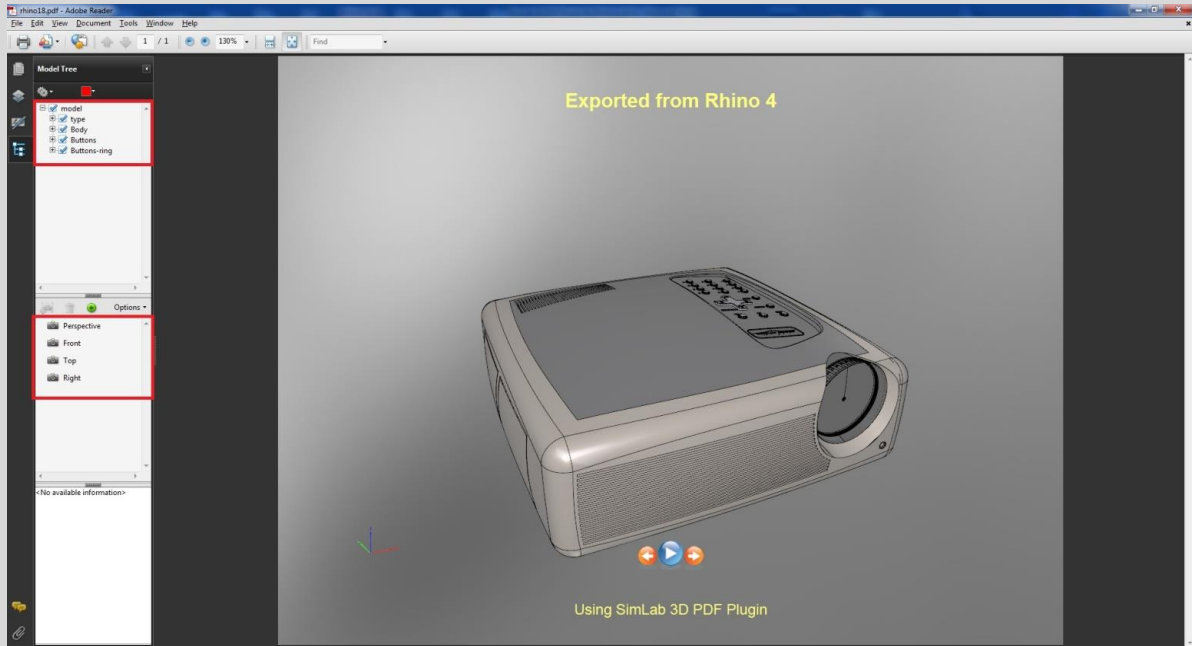 rhino18.pdf - Adobe Reader
File Edit View Document Tools Window Help
1 / 1 130% Find
Model Tree
model
type
Body
Buttons
Buttons-ring
Options
Perspective
Front
Top
Right
<No available information>
Exported from Rhino 4
Using SimLab 3D PDF Plugin